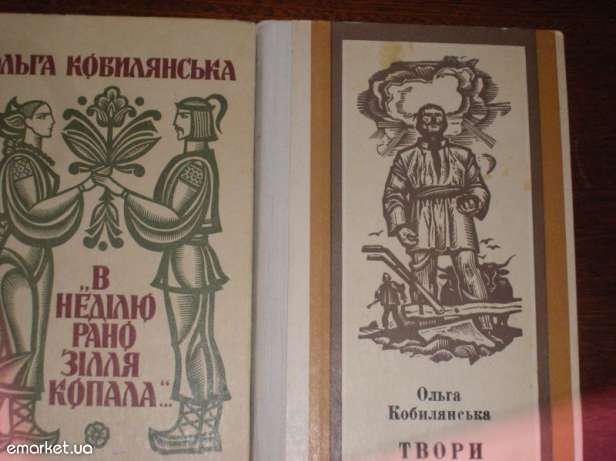 ЛЬГА КОБИЛЯНСЬКА
„В
НЕДІЛЮ
РАНО
ЗІЛЛЯ
КОПАЛА“...
Ольга
Кобилянська
ТВОРИ
emarket.ua